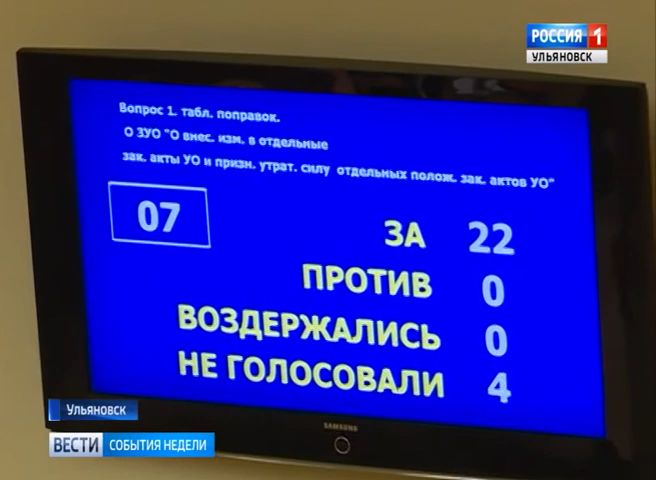 РОССИЯ 1
УЛЬЯНОВСК
Вопрос 1. табл. поправок.
О ЗУО "О внес. изм. в отдельные
зак. акты УО и призн. утрат. силу отдельных полож. зак. актов УО"
07
ЗА 22
ПРОТИВ 0
ВОЗДЕРЖАЛИСЬ 0
НЕ ГОЛОСОВАЛИ 4
SAMSUNG
Ульяновск
ВЕСТИ СОБЫТИЯ НЕДЕЛИ